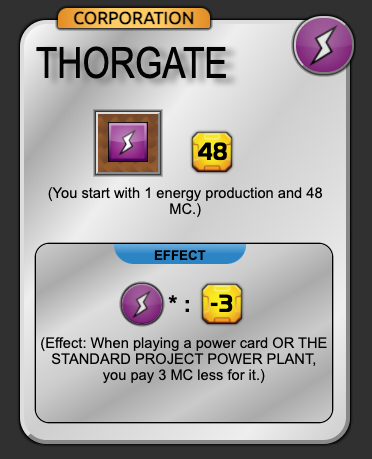 CORPORATION
THORGATE
48
(You start with 1 energy production and 48
MC.)
EFFECT
* : -3
(Effect: When playing a power card OR THE
STANDARD PROJECT POWER PLANT,
you pay 3 MC less for it.)